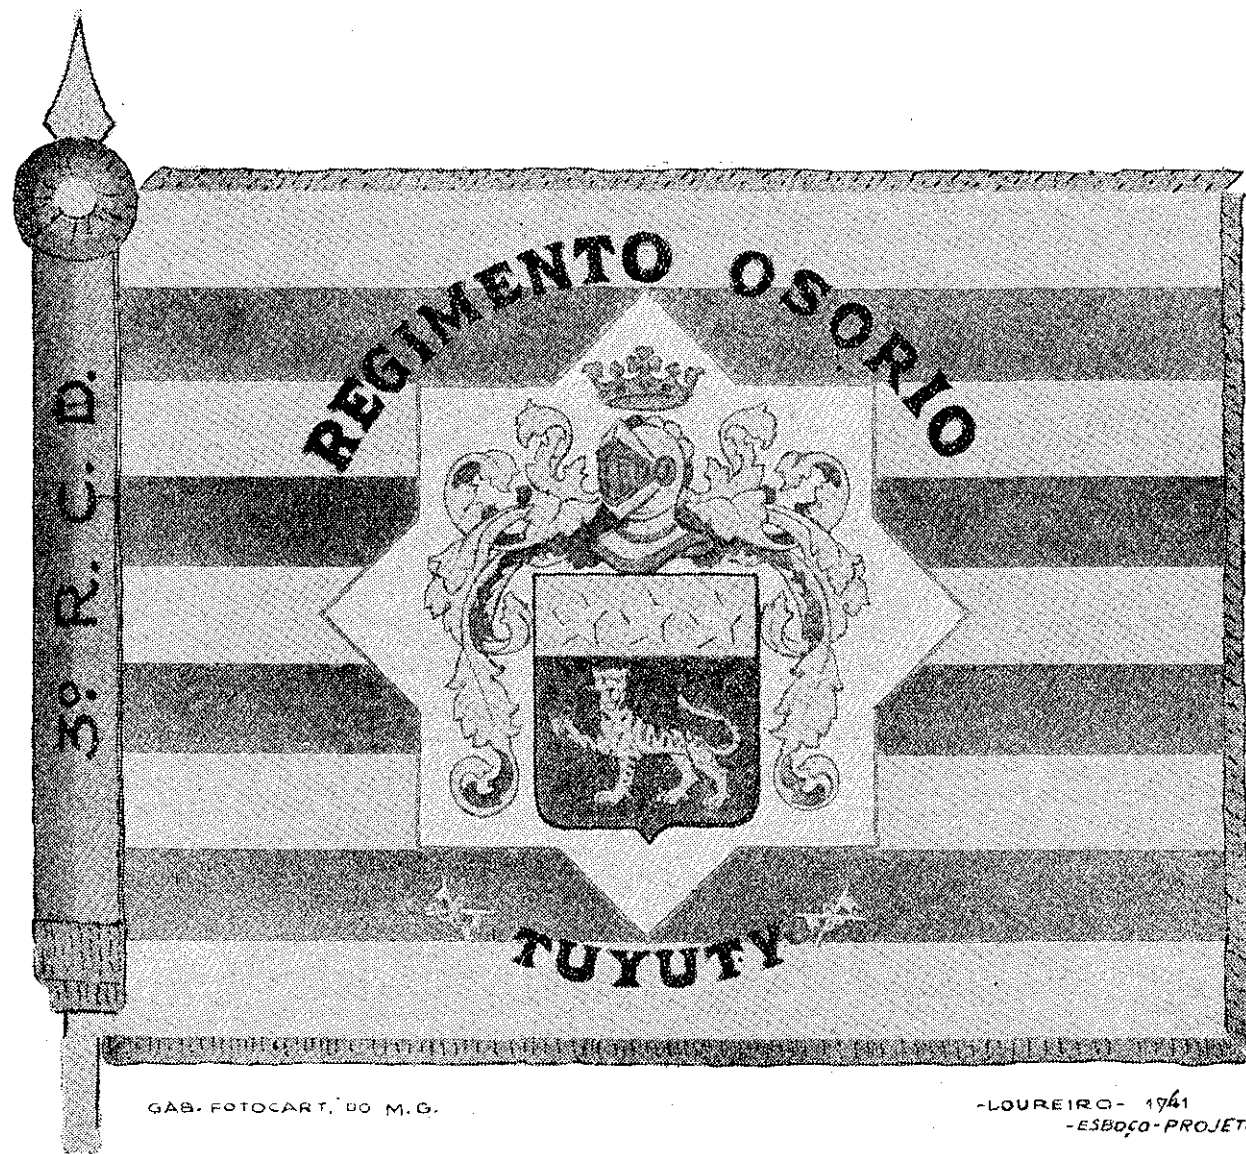 REGIMENTO OSORIO
3º R. C. D.
TUYUTY
GAB. FOTOCART. DO M. G.
-LOUREIRO- 1941
-ESBOÇO-PROJET